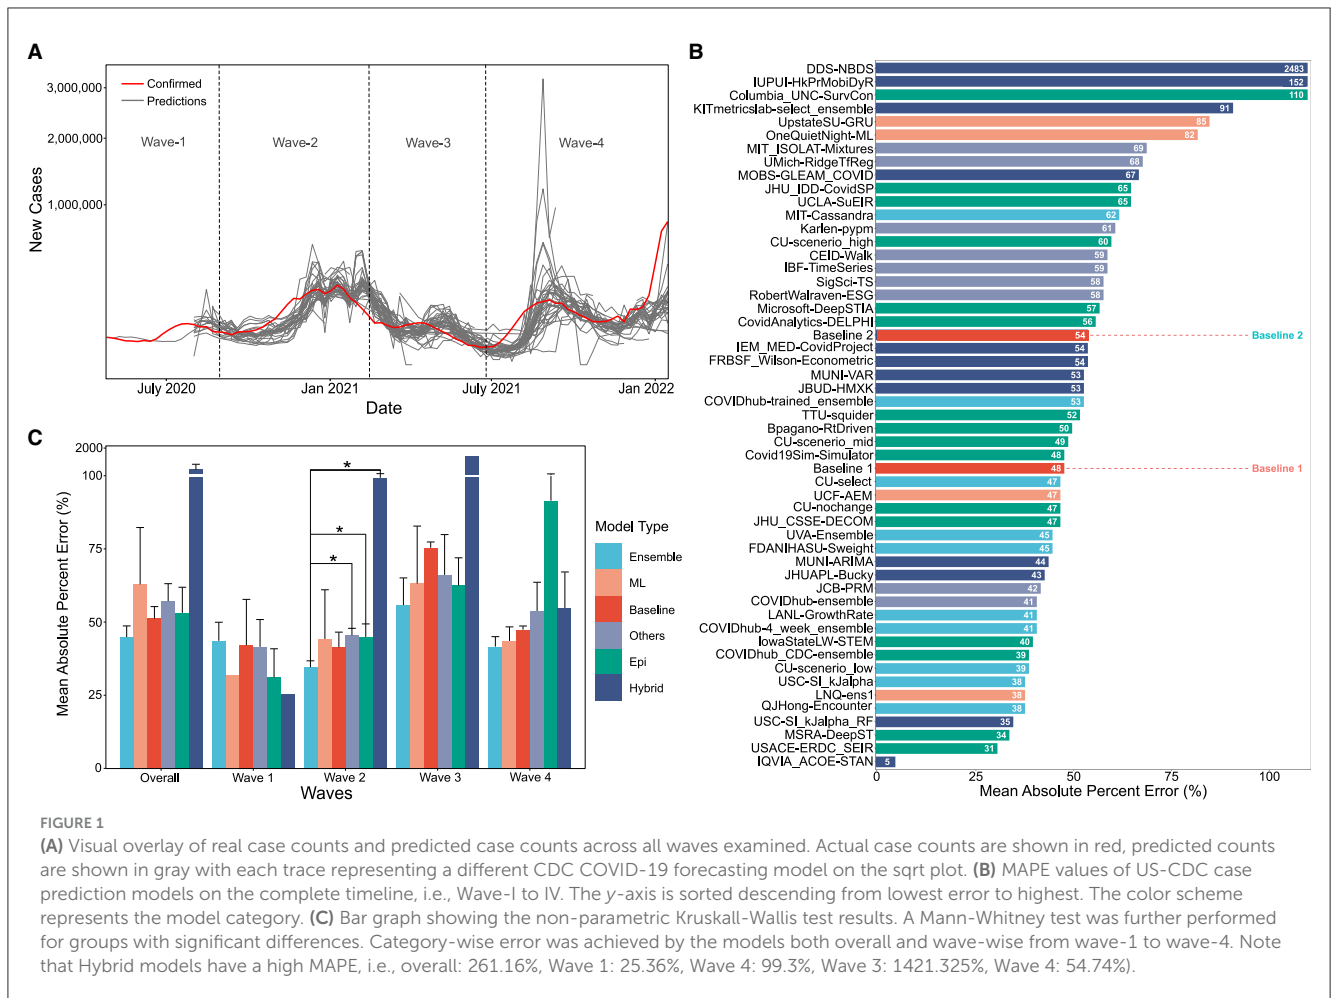 A
Confirmed
Predictions
3,000,000
2,000,000
1,000,000
New Cases
Wave-1
Wave-2
Wave-3
Wave-4
July 2020
Jan 2021
July 2021
Jan 2022
Date
B
DDS-NBDS 2483
IUPUI-HkPrMobiDyR 152
Columbia_UNC-SurvCon 110
KITmetricslab-select_ensemble 91
UpstateSU-GRU 85
OneQuietNight-ML 82
MIT_ISOLAT-Mixtures 69
UMich-RidgeTfReg 68
MOBS-GLEAM_COVID 67
JHU_IDD-CovidSP 65
UCLA-SuEIR 65
MIT-Cassandra 62
Karlen-pypm 61
CU-scenerio_high 60
CEID-Walk 59
IBF-TimeSeries 59
SigSci-TS 58
RobertWalraven-ESG 58
Microsoft-DeepSTIA 57
CovidAnalytics-DELPHI 56
Baseline 2 54 Baseline 2
IEM_MED-CovidProject 54
FRBSF_Wilson-Econometric 54
MUNI-VAR 53
JBUD-HMXK 53
COVIDhub-trained_ensemble 53
TTU-squider 52
Bpagano-RtDriven 50
CU-scenerio_mid 49
Covid19Sim-Simulator 48
Baseline 1 48 Baseline 1
CU-select 47
UCF-AEM 47
CU-nochange 47
JHU_CSSE-DECOM 47
UVA-Ensemble 45
FDANIHASU-Sweight 45
MUNI-ARIMA 44
JHUAPL-Bucky 43
JCB-PRM 42
COVIDhub-ensemble 41
LANL-GrowthRate 41
COVIDhub-4_week_ensemble 41
IowaStateLW-STEM 40
COVIDhub_CDC-ensemble 39
CU-scenerio_low 39
USC-SI_kJalpha 38
LNQ-ens1 38
QJHong-Encounter 38
USC-SI_kJalpha_RF 35
MSRA-DeepST 34
USACE-ERDC_SEIR 31
IQVIA_ACOE-STAN 5
0 25 50 75 100
Mean Absolute Percent Error (%)
C
2000
100
75
50
25
0
Mean Absolute Percent Error (%)
*
*
*
Overall
Wave 1
Wave 2
Wave 3
Wave 4
Waves
Model Type
Ensemble
ML
Baseline
Others
Epi
Hybrid
FIGURE 1
(A) Visual overlay of real case counts and predicted case counts across all waves examined. Actual case counts are shown in red, predicted counts
are shown in gray with each trace representing a different CDC COVID-19 forecasting model on the sqrt plot. (B) MAPE values of US-CDC case
prediction models on the complete timeline, i.e., Wave-I to IV. The y-axis is sorted descending from lowest error to highest. The color scheme
represents the model category. (C) Bar graph showing the non-parametric Kruskall-Wallis test results. A Mann-Whitney test was further performed
for groups with significant differences. Category-wise error was achieved by the models both overall and wave-wise from wave-1 to wave-4. Note
that Hybrid models have a high MAPE, i.e., overall: 261.16%, Wave 1: 25.36%, Wave 4: 99.3%, Wave 3: 1421.325%, Wave 4: 54.74%).